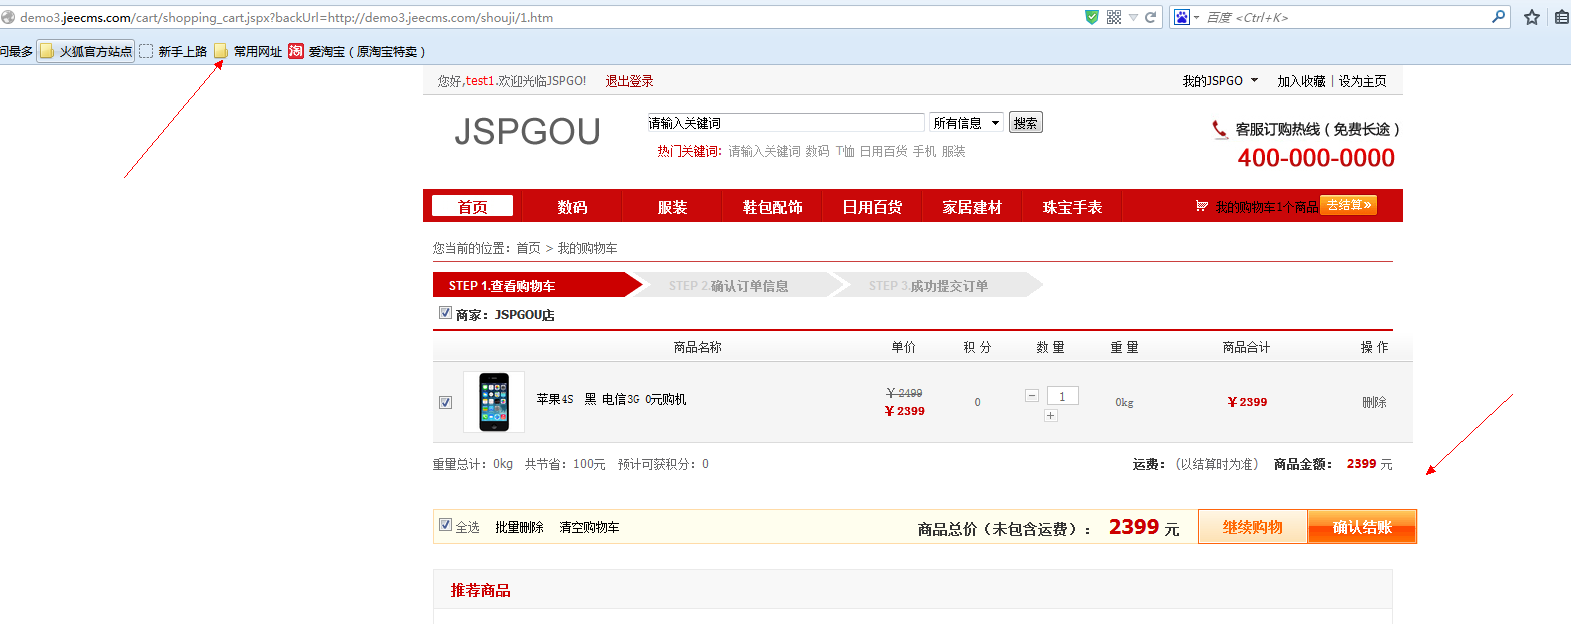 demo3.jeecms.com/cart/shopping_cart.jspx?backUrl=http://demo3.jeecms.com/shouji/1.htm
百度 <Ctrl+K>
问最多 火狐官方站点 新手上路 常用网址 淘 爱淘宝（原淘宝特卖）
您好,test1.欢迎光临JSPGO! 退出登录 我的JSPGO 加入收藏 | 设为主页
JSPGOU 请输入关键词 所有信息 搜索
热门关键词：请输入关键词 数码 T恤 日用百货 手机 服装
客服订购热线（免费长途）
400-000-0000
首页 数码 服装 鞋包配饰 日用百货 家居建材 珠宝手表 我的购物车1个商品 去结算»
您当前的位置：首页 > 我的购物车
STEP 1.查看购物车 STEP 2.确认订单信息 STEP 3.成功提交订单
商家：JSPGOU店
商品名称 单价 积 分 数 量 重 量 商品合计 操 作
苹果4S 黑 电信3G 0元购机 ￥2499 ￥2399 0 - 1 + 0kg ￥2399 删除
重量总计：0kg 共节省：100元 预计可获积分：0 运费：（以结算时为准） 商品金额： 2399 元
全选 批量删除 清空购物车 商品总价（未包含运费）： 2399 元 继续购物 确认结账
推荐商品